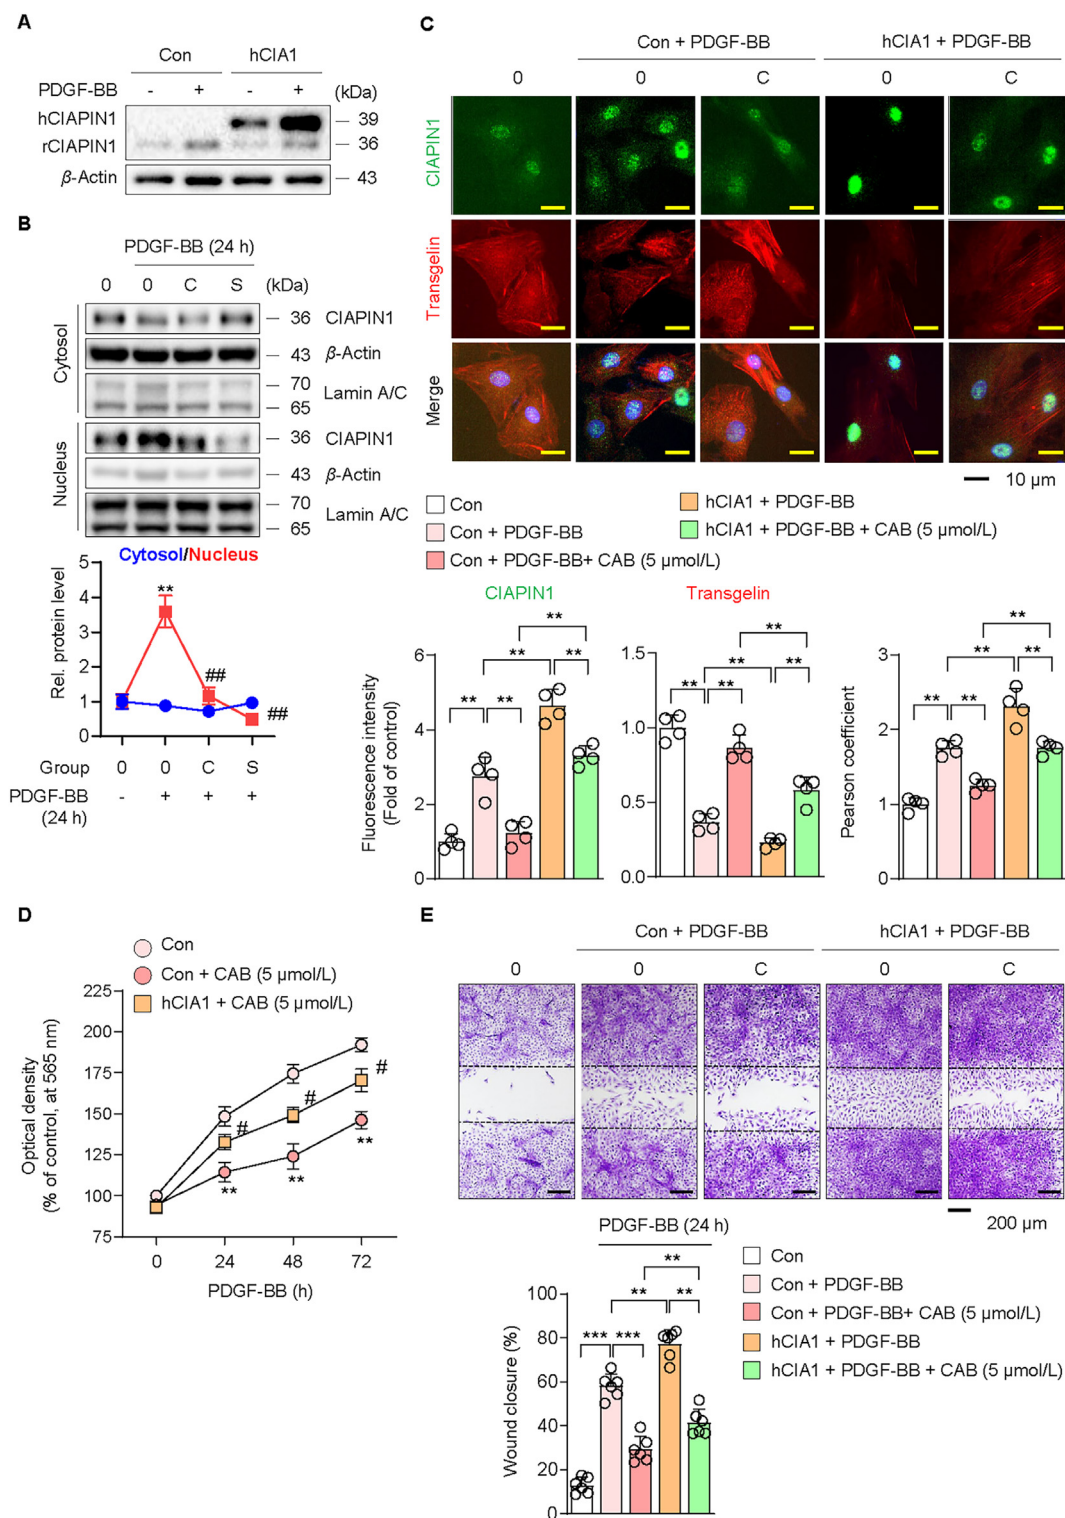 A
Con hCIA1
PDGF-BB - + - + (kDa)
hCIAPIN1 39
rCIAPIN1 36
β-Actin 43
B
PDGF-BB (24 h)
0 0 C S (kDa)
Cytosol
36 CIAPIN1
43 β-Actin
70
65
Lamin A/C
Nucleus
36 CIAPIN1
43 β-Actin
70
65
Lamin A/C
Cytosol/Nucleus
Rel. protein level
5
4
3
2
1
0
**
##
##
Group 0 0 C S
PDGF-BB - + + +
(24 h)
C
Con + PDGF-BB hCIA1 + PDGF-BB
0 0 C 0 C
CIAPIN1
Transgelin
Merge
10 µm
Con
Con + PDGF-BB
Con + PDGF-BB+ CAB (5 µmol/L)
hCIA1 + PDGF-BB
hCIA1 + PDGF-BB + CAB (5 µmol/L)
CIAPIN1
Fluorescence intensity
(Fold of control)
6
4
2
0
** ** ** ** **
Transgelin
1.5
1.0
0.5
0.0
** ** ** ** ** **
Pearson coefficient
3
2
1
0
** ** ** ** **
D
Con
Con + CAB (5 µmol/L)
hCIA1 + CAB (5 µmol/L)
Optical density
(% of control, at 565 nm)
225
200
175
150
125
100
75
# # #
** ** **
0 24 48 72
PDGF-BB (h)
E
Con + PDGF-BB hCIA1 + PDGF-BB
0 0 C 0 C
200 µm
PDGF-BB (24 h)
Wound closure (%)
100
80
60
40
20
0
*** *** ** ** **
Con
Con + PDGF-BB
Con + PDGF-BB+ CAB (5 µmol/L)
hCIA1 + PDGF-BB
hCIA1 + PDGF-BB + CAB (5 µmol/L)